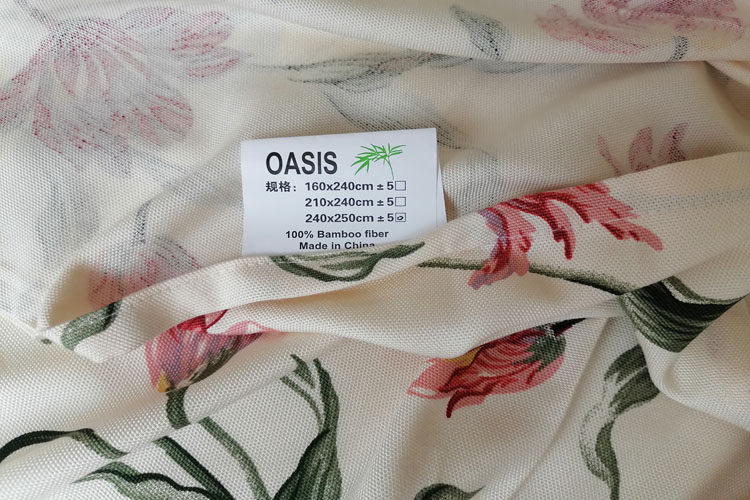 OASIS
规格: 160x240cm ± 5☐
210x240cm ± 5☐
240x250cm ± 5☑
100% Bamboo fiber
Made in China